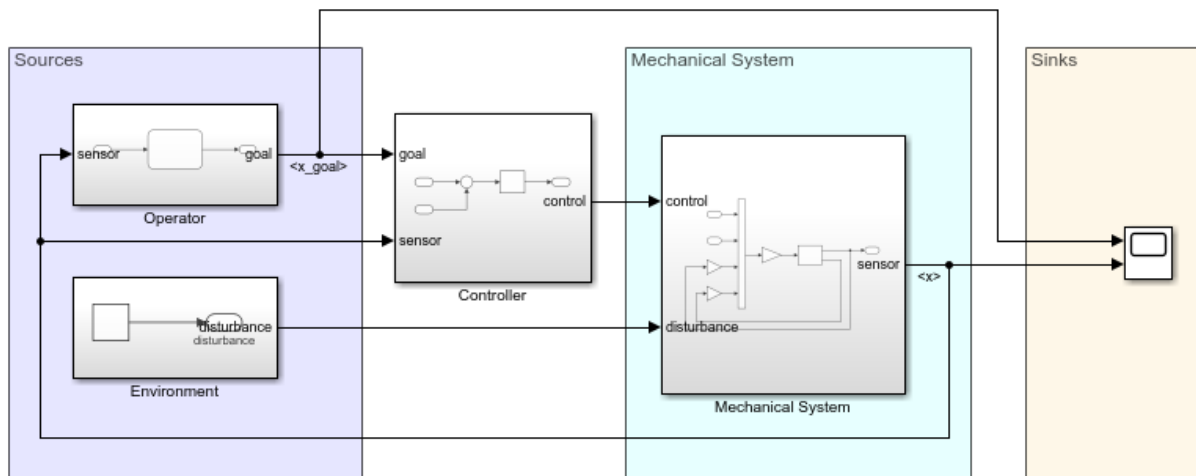 Sources
Mechanical System
Sinks
sensor
goal
<x_goal>
Operator
goal
sensor
control
Controller
disturbance
disturbance
Environment
control
disturbance
sensor
<x>
Mechanical System